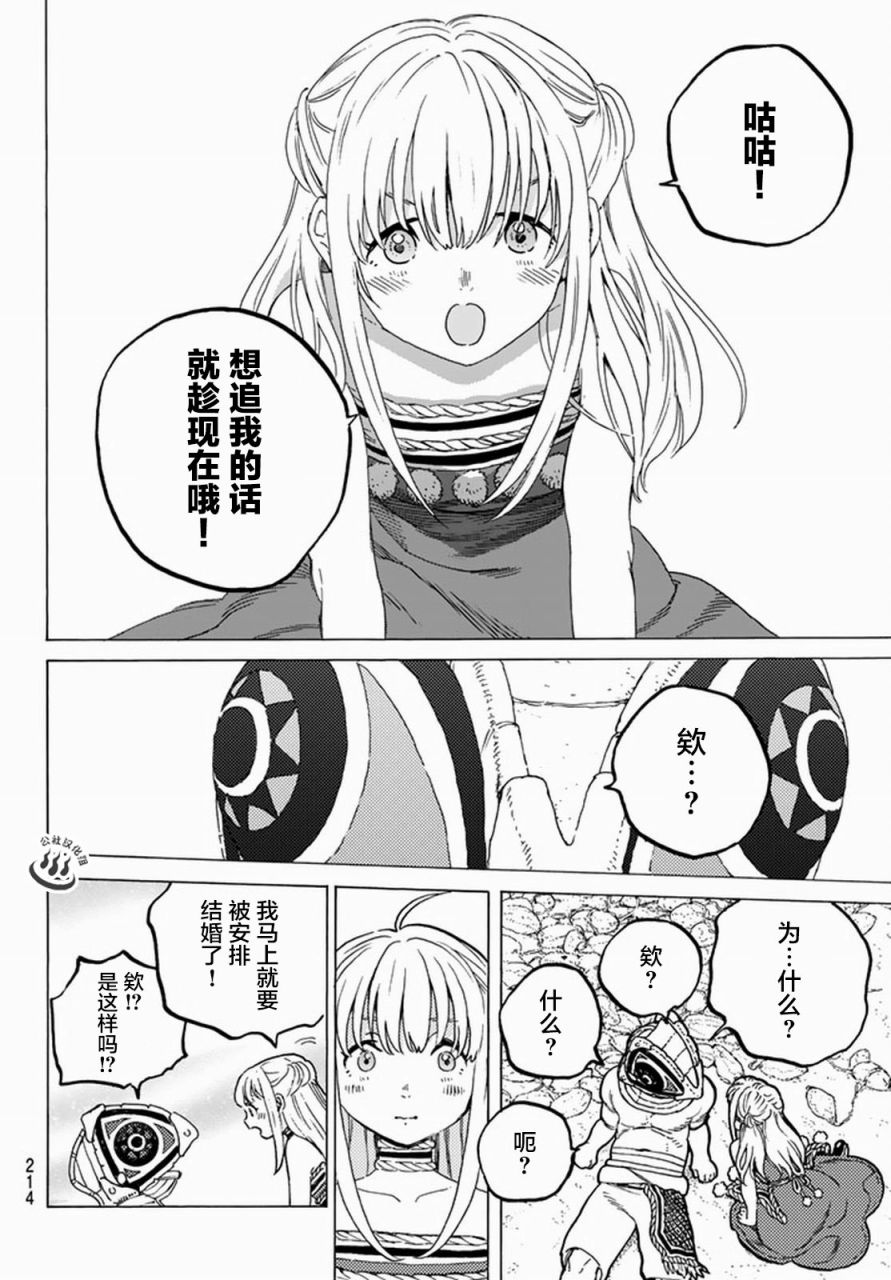 咕咕！
想追我的话
就趁现在哦！
欸…？
为…什么？
欸？
什么？
呃？
我马上就要
被安排
结婚了！
欸!?
是这样吗!?
公社汉化组
214